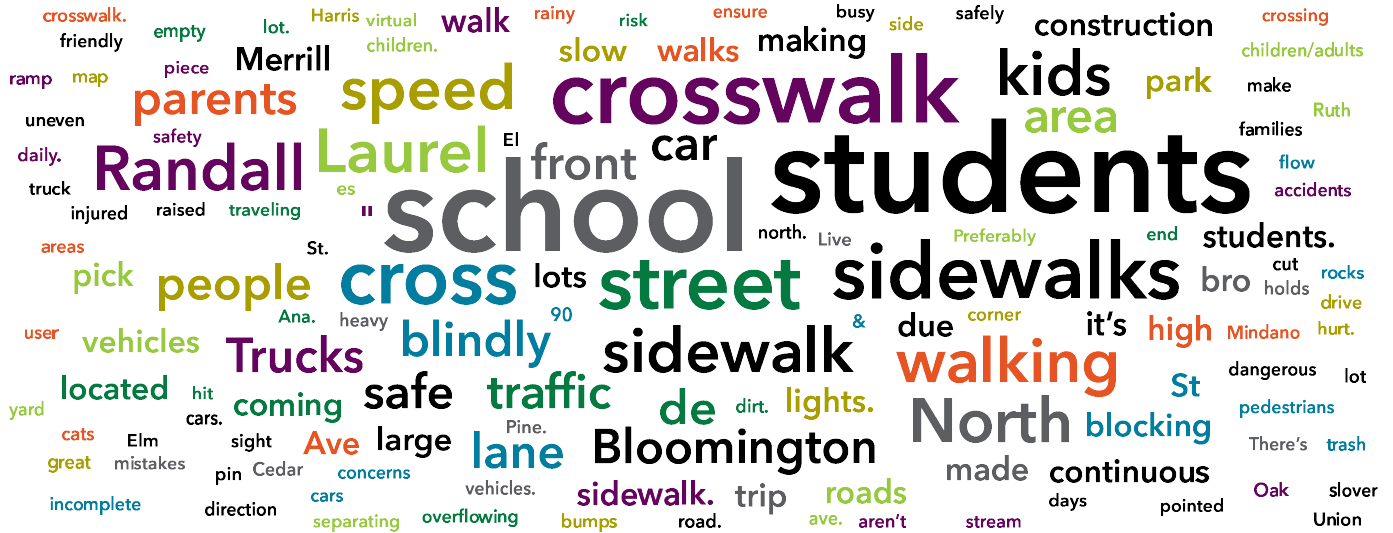 crosswalk. Harris virtual walk rainy risk ensure busy side safely crossing
friendly empty lot. children. slow walks making construction children/adults
ramp map piece Merrill speed crosswalk kids park make
parents area Ruth
uneven safety Laurel El front car students families
daily. Randall school flow
truck es accidents
injured raised traveling " north. Live Preferably end students.
areas St. cut
pick people cross lots street sidewalks bro holds rocks
Ana. heavy 90 & corner drive
user vehicles Trucks blindly sidewalk due it's high Mindano hurt.
walking dangerous lot
located hit safe traffic de lights. St
yard coming cars. dirt. North blocking pedestrians
cats Elm sight Ave large Pine. lane Bloomington There's trash
great mistakes pin Cedar concerns made continuous
incomplete direction cars vehicles. sidewalk. trip roads days pointed Oak slover
separating overflowing bumps road. ave. aren't stream Union